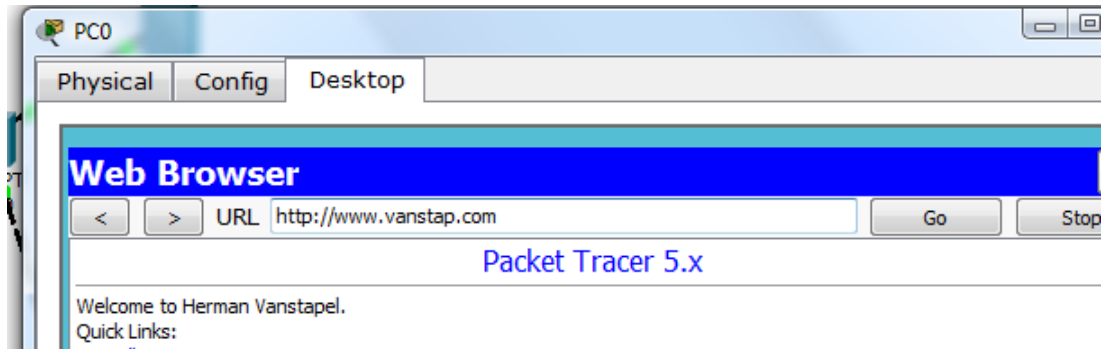 PC0
Physical Config Desktop
Web Browser
< > URL http://www.vanstap.com Go Stop
Packet Tracer 5.x
Welcome to Herman Vanstapel.
Quick Links: